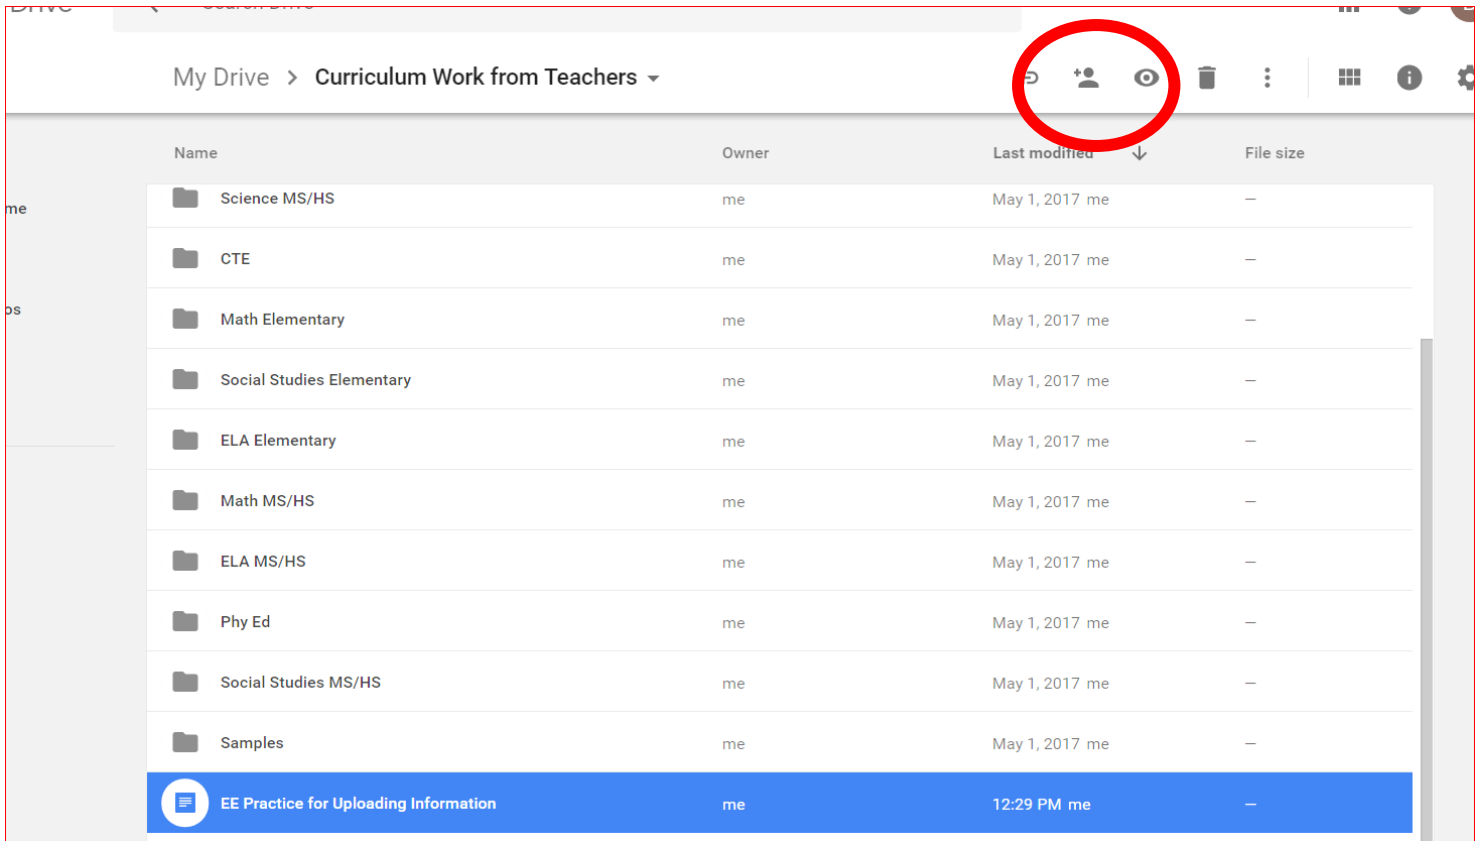 Drive
Search Drive
My Drive > Curriculum Work from Teachers
Name Owner Last modified File size
me
os
Science MS/HS me May 1, 2017 me –
CTE me May 1, 2017 me –
Math Elementary me May 1, 2017 me –
Social Studies Elementary me May 1, 2017 me –
ELA Elementary me May 1, 2017 me –
Math MS/HS me May 1, 2017 me –
ELA MS/HS me May 1, 2017 me –
Phy Ed me May 1, 2017 me –
Social Studies MS/HS me May 1, 2017 me –
Samples me May 1, 2017 me –
EE Practice for Uploading Information me 12:29 PM me –